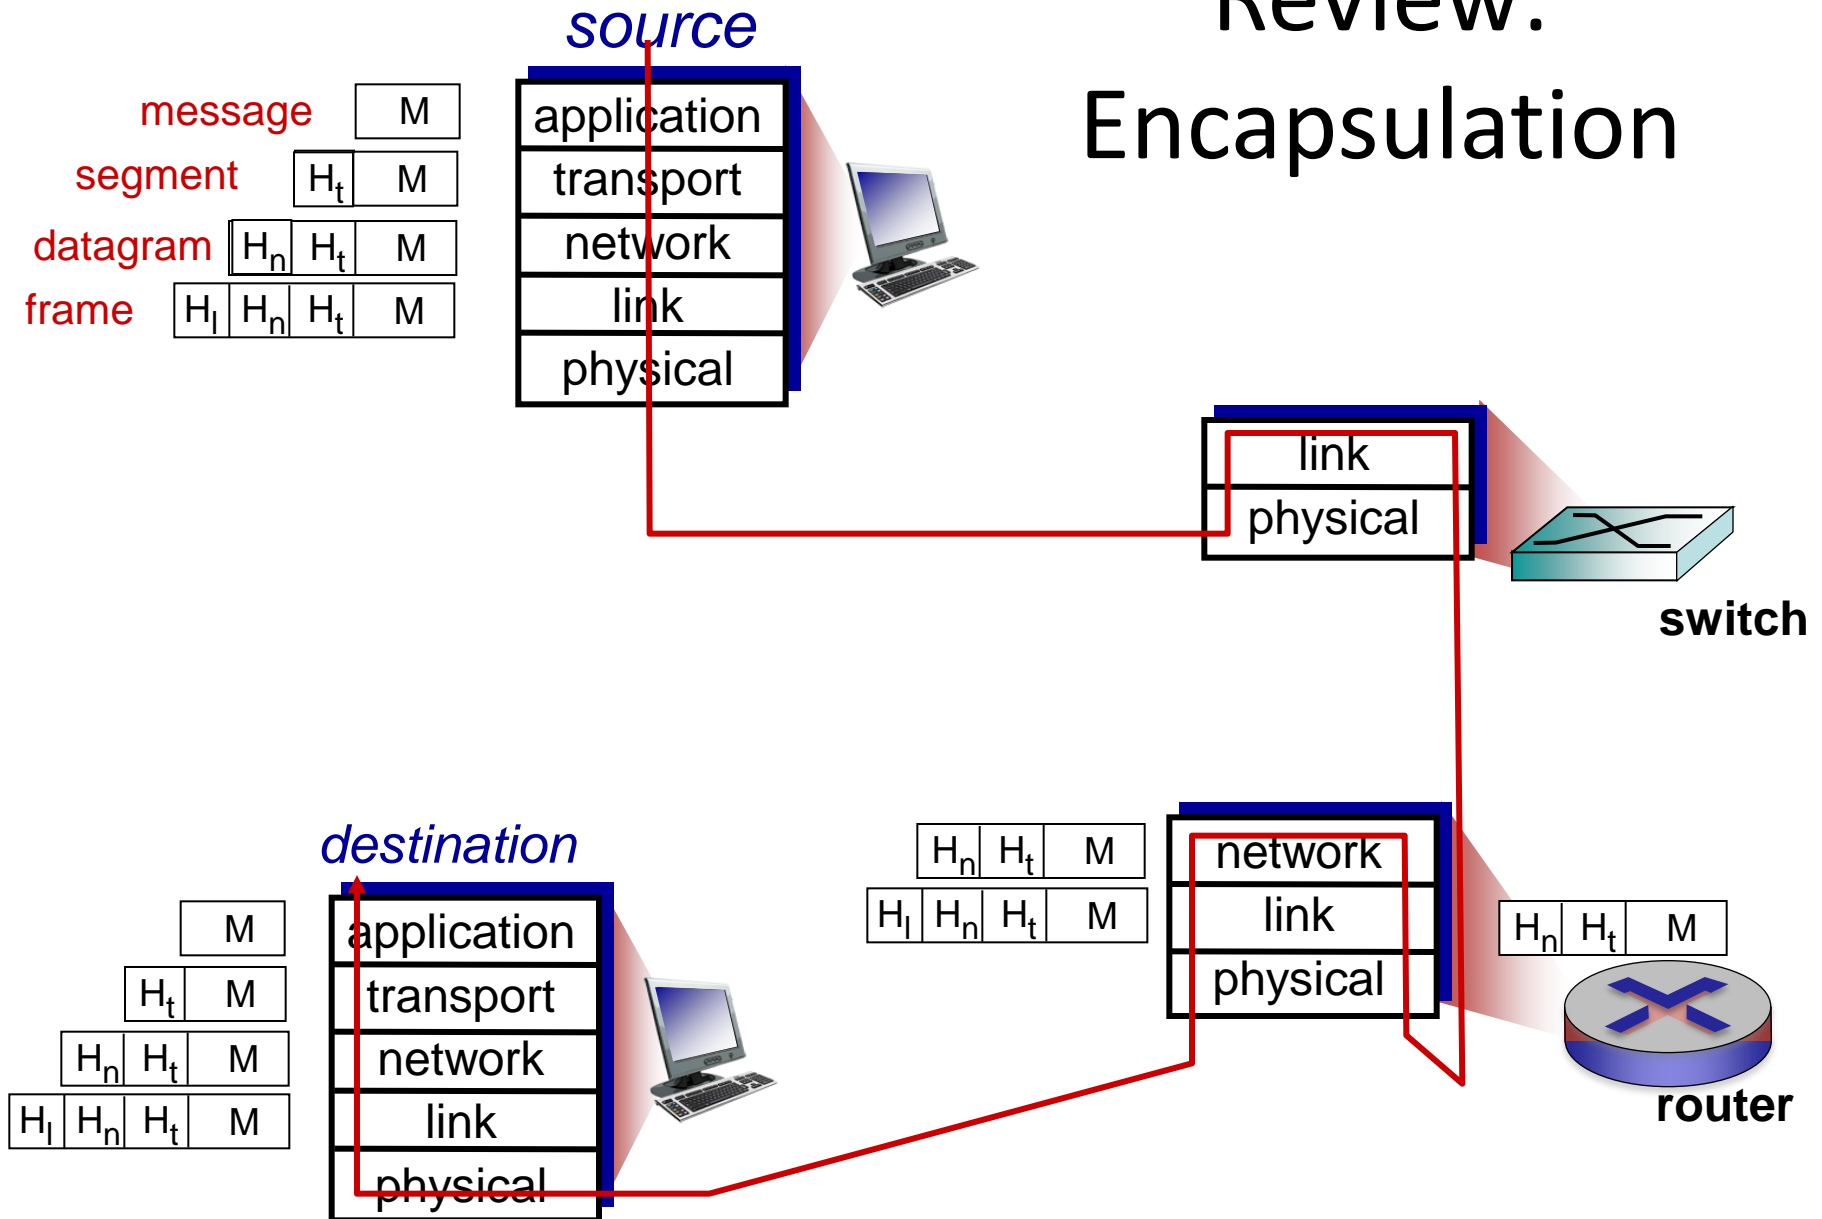 Review:
Encapsulation
source
message M
segment Ht M
datagram Hn Ht M
frame Hl Hn Ht M
application
transport
network
link
physical
link
physical
switch
destination
M
Ht M
Hn Ht M
Hl Hn Ht M
application
transport
network
link
physical
Hn Ht M
Hl Hn Ht M
network
link
physical
Hn Ht M
router